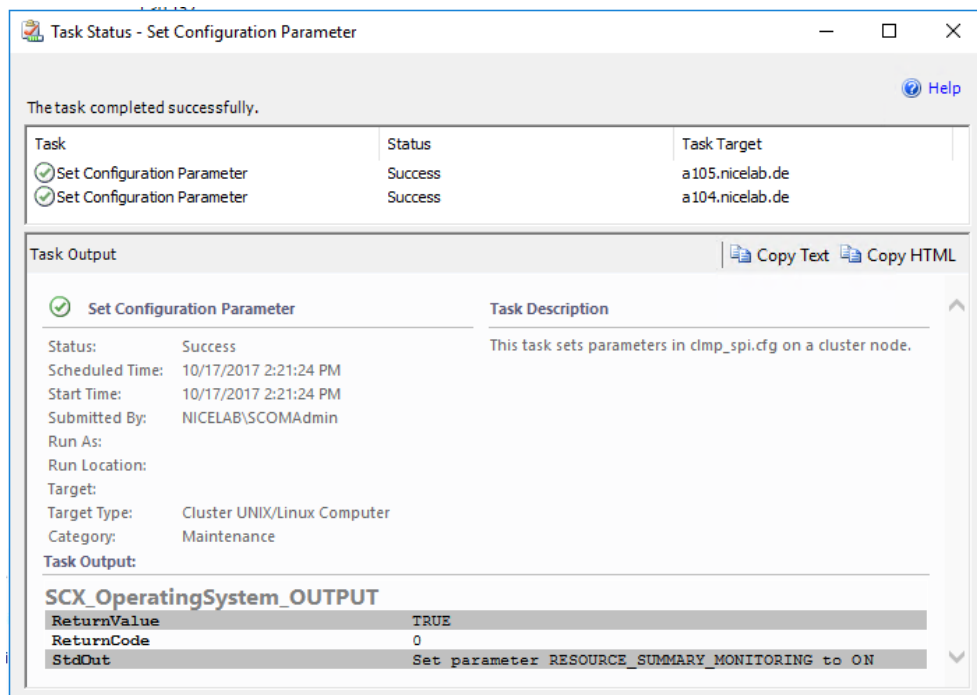 Task Status - Set Configuration Parameter
Help
The task completed successfully.
Task Status Task Target
Set Configuration Parameter Success a105.nicelab.de
Set Configuration Parameter Success a104.nicelab.de
Task Output Copy Text Copy HTML
Set Configuration Parameter Task Description
Status: Success This task sets parameters in clmp_spi.cfg on a cluster node.
Scheduled Time: 10/17/2017 2:21:24 PM
Start Time: 10/17/2017 2:21:24 PM
Submitted By: NICELAB\SCOMAdmin
Run As:
Run Location:
Target:
Target Type: Cluster UNIX/Linux Computer
Category: Maintenance
Task Output:
SCX_OperatingSystem_OUTPUT
ReturnValue TRUE
ReturnCode 0
StdOut Set parameter RESOURCE_SUMMARY_MONITORING to ON